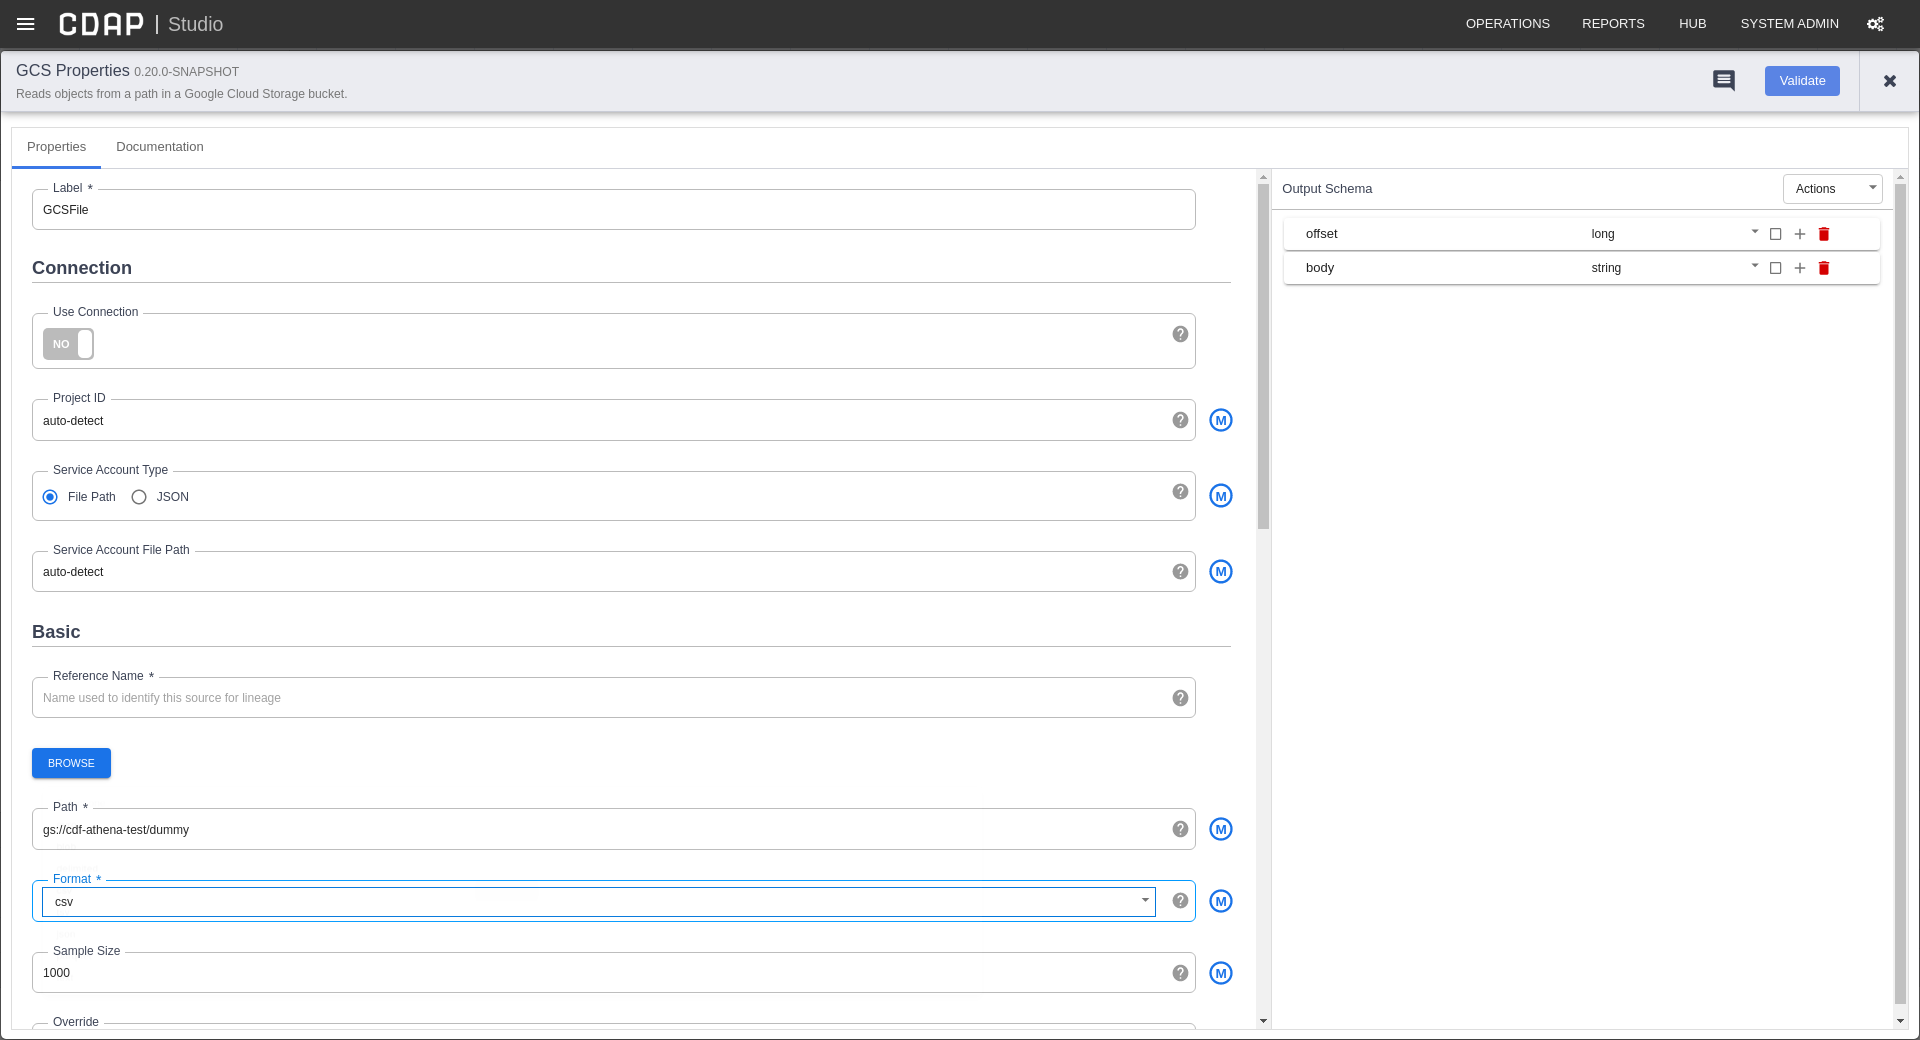 CDAP | Studio
OPERATIONS REPORTS HUB SYSTEM ADMIN
GCS Properties 0.20.0-SNAPSHOT
Reads objects from a path in a Google Cloud Storage bucket.
Validate
Properties Documentation
Label *
GCSFile
Connection
Use Connection
NO
Project ID
auto-detect
M
Service Account Type
File Path JSON
M
Service Account File Path
auto-detect
M
Basic
Reference Name *
Name used to identify this source for lineage
BROWSE
Path *
gs://cdf-athena-test/dummy
M
Format *
csv
M
Sample Size
1000
M
Override
Output Schema
Actions
offset long
body string